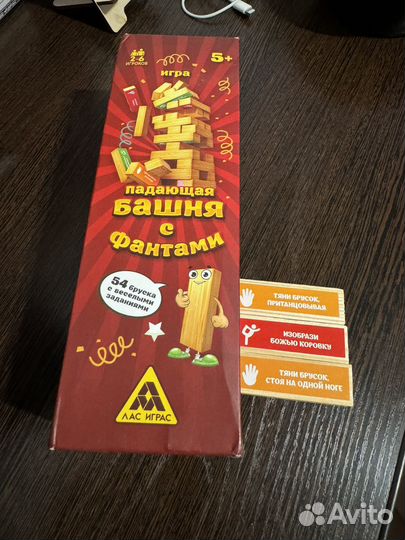 2-6
ИГРОКОВ
5+
игра
падающая
башня
с
фантами
54 бруска
с веселыми
заданиями
ЛАС ИГРАС
ТЯНИ БРУСОК,
ПРИТАНЦОВЫВАЯ
ИЗОБРАЗИ
БОЖЬЮ КОРОВКУ
ТЯНИ БРУСОК,
СТОЯ НА ОДНОЙ НОГЕ
Avito